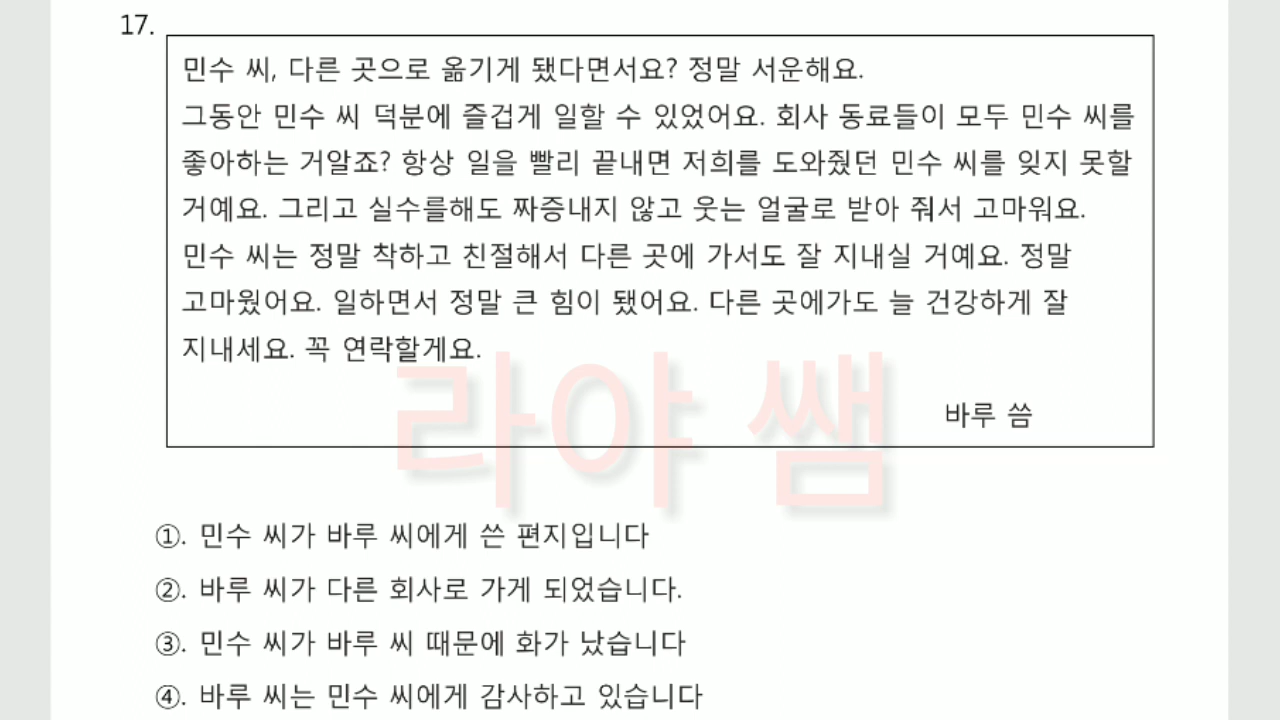 17.
민수 씨, 다른 곳으로 옮기게 됐다면서요? 정말 서운해요.
그동안 민수 씨 덕분에 즐겁게 일할 수 있었어요. 회사 동료들이 모두 민수 씨를
좋아하는 거알죠? 항상 일을 빨리 끝내면 저희를 도와줬던 민수 씨를 잊지 못할
거예요. 그리고 실수를해도 짜증내지 않고 웃는 얼굴로 받아 줘서 고마워요.
민수 씨는 정말 착하고 친절해서 다른 곳에 가서도 잘 지내실 거예요. 정말
고마웠어요. 일하면서 정말 큰 힘이 됐어요. 다른 곳에가도 늘 건강하게 잘
지내세요. 꼭 연락할게요.
라야 쌤
바루 씀
①. 민수 씨가 바루 씨에게 쓴 편지입니다
②. 바루 씨가 다른 회사로 가게 되었습니다.
③. 민수 씨가 바루 씨 때문에 화가 났습니다
④. 바루 씨는 민수 씨에게 감사하고 있습니다